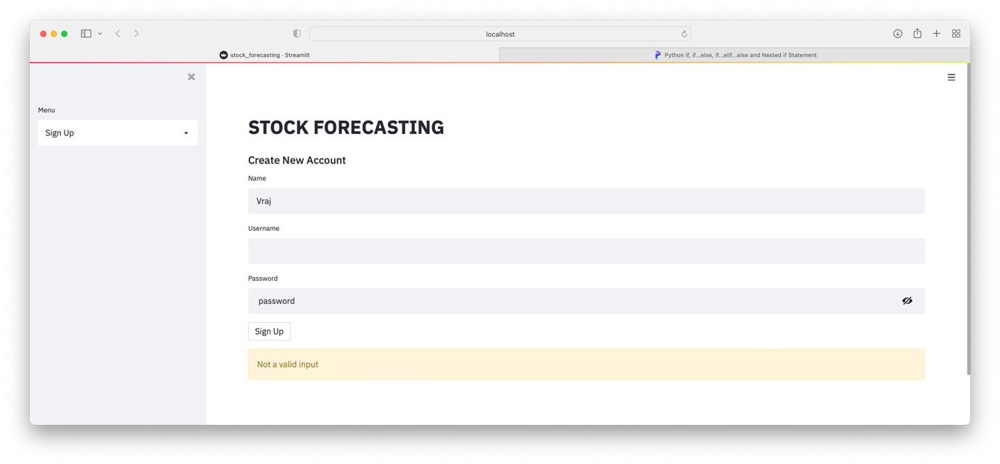 localhost
stock_forecasting · Streamlit
Python if, if...else, if...elif...else and Nested if Statement
Menu
Sign Up
STOCK FORECASTING
Create New Account
Name
Vraj
Username
Password
password
Sign Up
Not a valid input